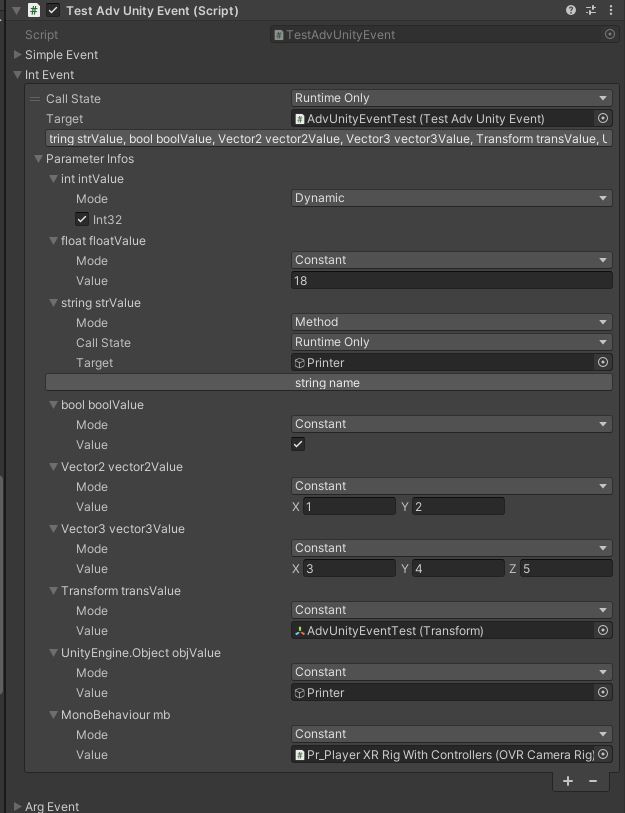 Test Adv Unity Event (Script)
Script TestAdvUnityEvent
Simple Event
Int Event
Call State Runtime Only
Target AdvUnityEventTest (Test Adv Unity Event)
tring strValue, bool boolValue, Vector2 vector2Value, Vector3 vector3Value, Transform transValue, U
Parameter Infos
int intValue
Mode Dynamic
Int32
float floatValue
Mode Constant
Value 18
string strValue
Mode Method
Call State Runtime Only
Target Printer
string name
bool boolValue
Mode Constant
Value
Vector2 vector2Value
Mode Constant
Value X 1 Y 2
Vector3 vector3Value
Mode Constant
Value X 3 Y 4 Z 5
Transform transValue
Mode Constant
Value AdvUnityEventTest (Transform)
UnityEngine.Object objValue
Mode Constant
Value Printer
MonoBehaviour mb
Mode Constant
Value Pr_Player XR Rig With Controllers (OVR Camera Rig)
+ −
Arg Event